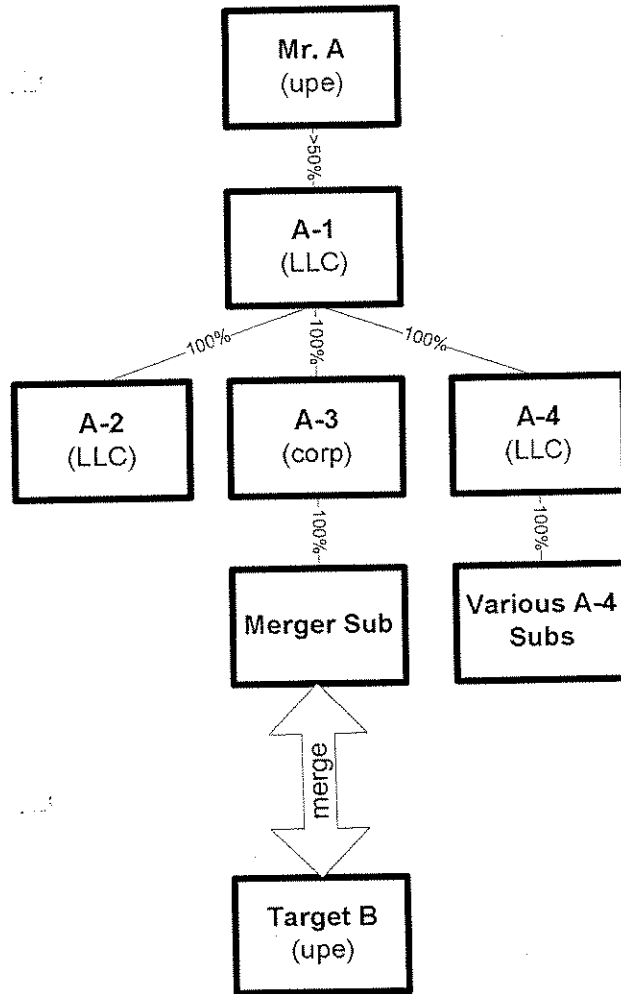 Mr. A
(upe)
>50%
A-1
(LLC)
100%
100%
100%
A-2
(LLC)
A-3
(corp)
A-4
(LLC)
100%
100%
Merger Sub
Various A-4
Subs
merge
Target B
(upe)